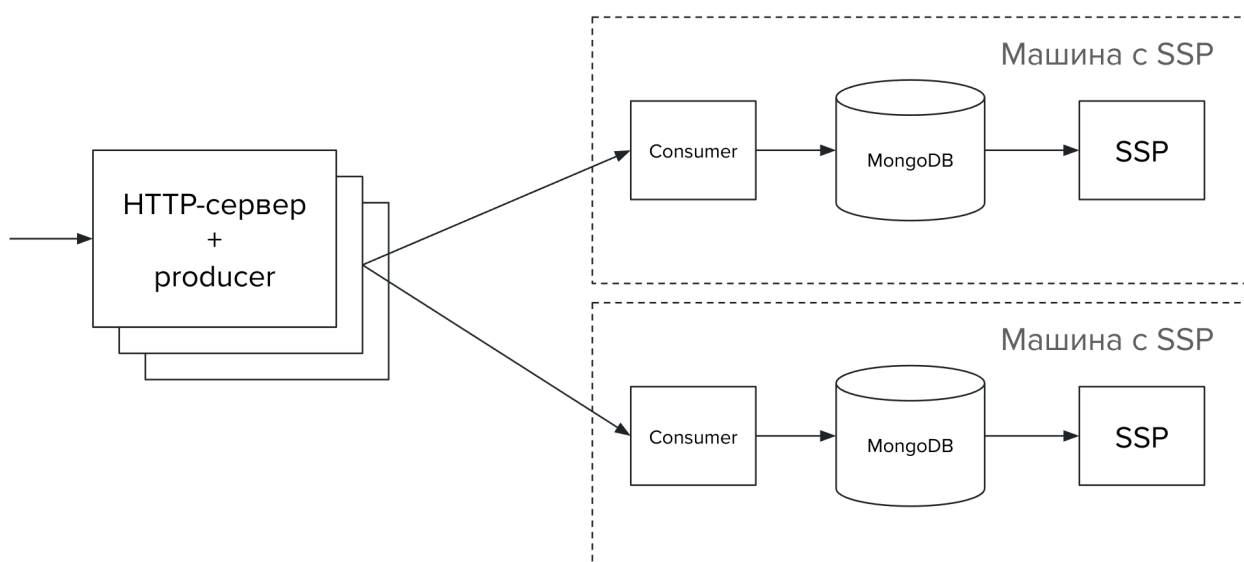 HTTP-сервер
+
producer
Машина с SSP
Consumer
MongoDB
SSP
Машина с SSP
Consumer
MongoDB
SSP